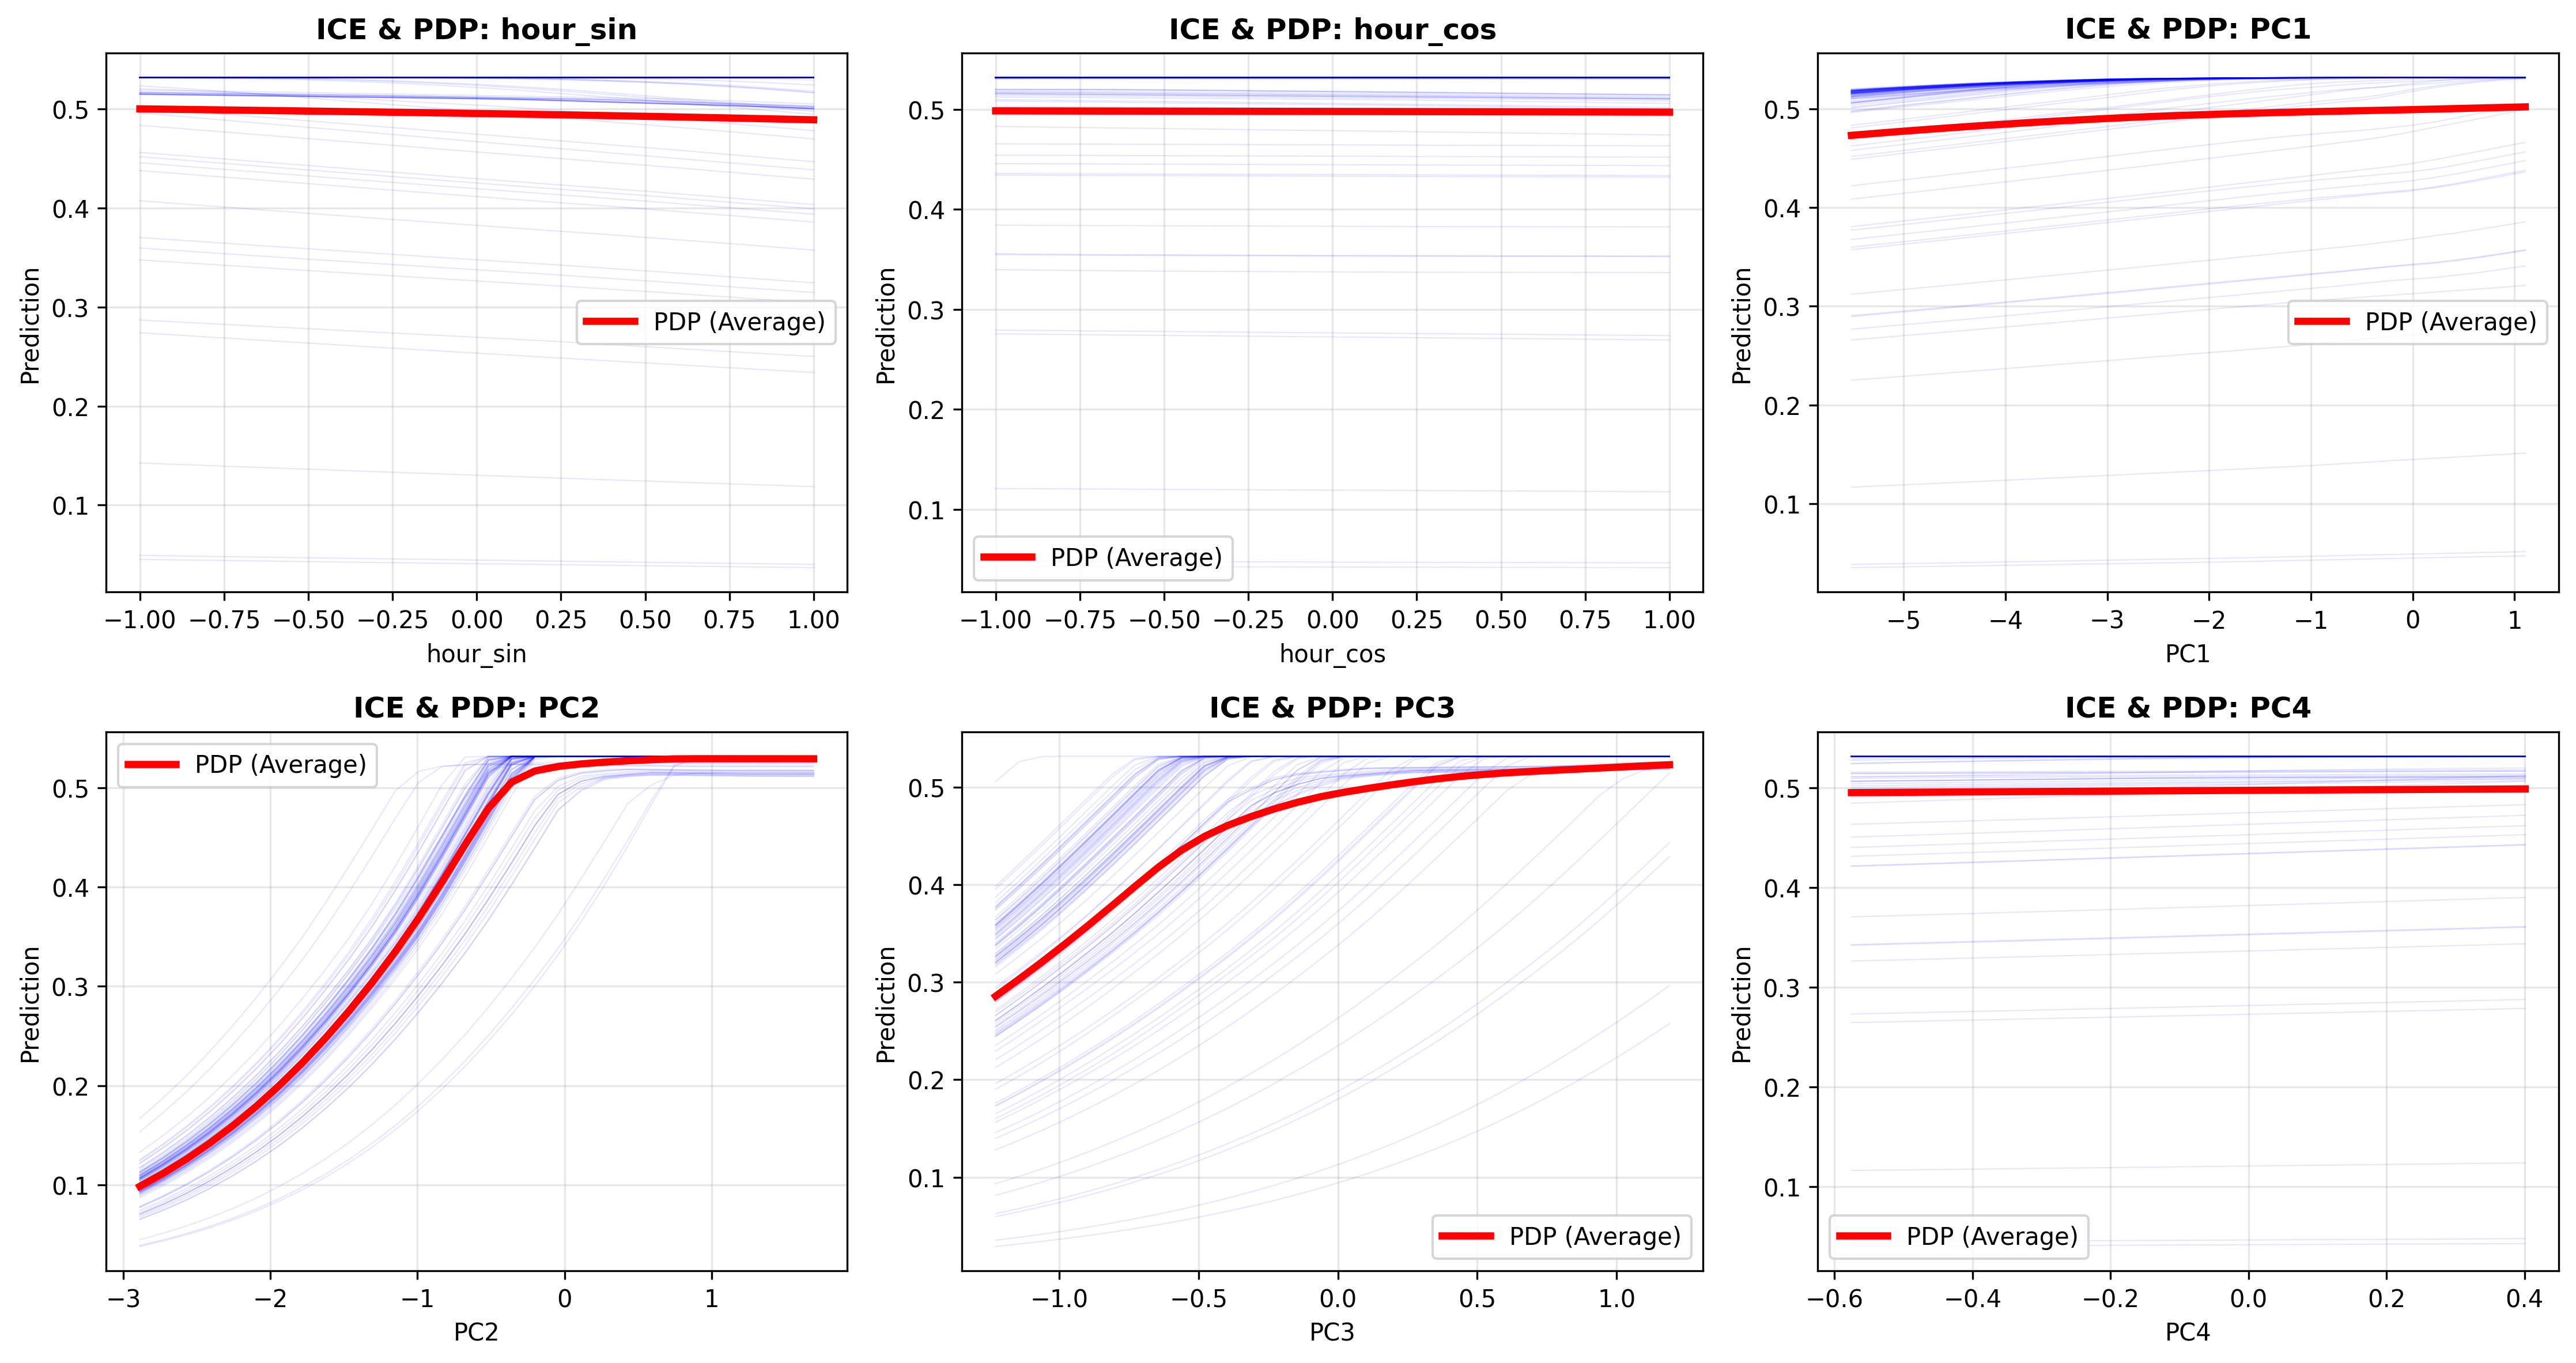 ICE & PDP: hour_sin
Prediction
0.5
0.4
0.3
0.2
0.1
PDP (Average)
−1.00 −0.75 −0.50 −0.25 0.00 0.25 0.50 0.75 1.00
hour_sin
ICE & PDP: hour_cos
Prediction
0.5
0.4
0.3
0.2
0.1
PDP (Average)
−1.00 −0.75 −0.50 −0.25 0.00 0.25 0.50 0.75 1.00
hour_cos
ICE & PDP: PC1
Prediction
0.5
0.4
0.3
0.2
0.1
PDP (Average)
−5 −4 −3 −2 −1 0 1
PC1
ICE & PDP: PC2
Prediction
PDP (Average)
0.5
0.4
0.3
0.2
0.1
−3 −2 −1 0 1
PC2
ICE & PDP: PC3
Prediction
0.5
0.4
0.3
0.2
0.1
PDP (Average)
−1.0 −0.5 0.0 0.5 1.0
PC3
ICE & PDP: PC4
Prediction
0.5
0.4
0.3
0.2
0.1
PDP (Average)
−0.6 −0.4 −0.2 0.0 0.2 0.4
PC4